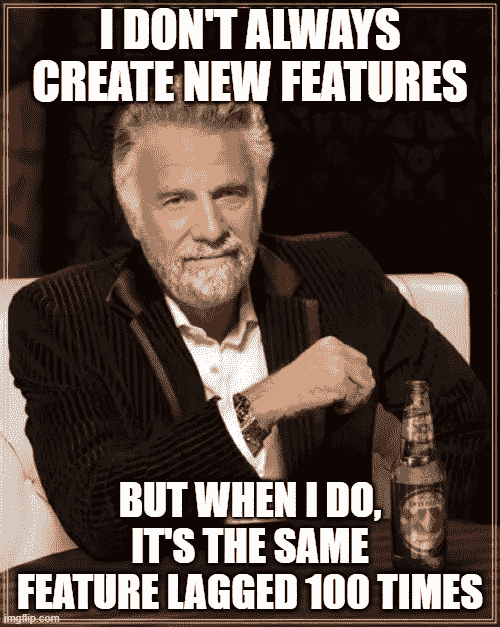 I DON'T ALWAYS
CREATE NEW FEATURES
BUT WHEN I DO,
IT'S THE SAME
FEATURE LAGGED 100 TIMES
imgflip.com